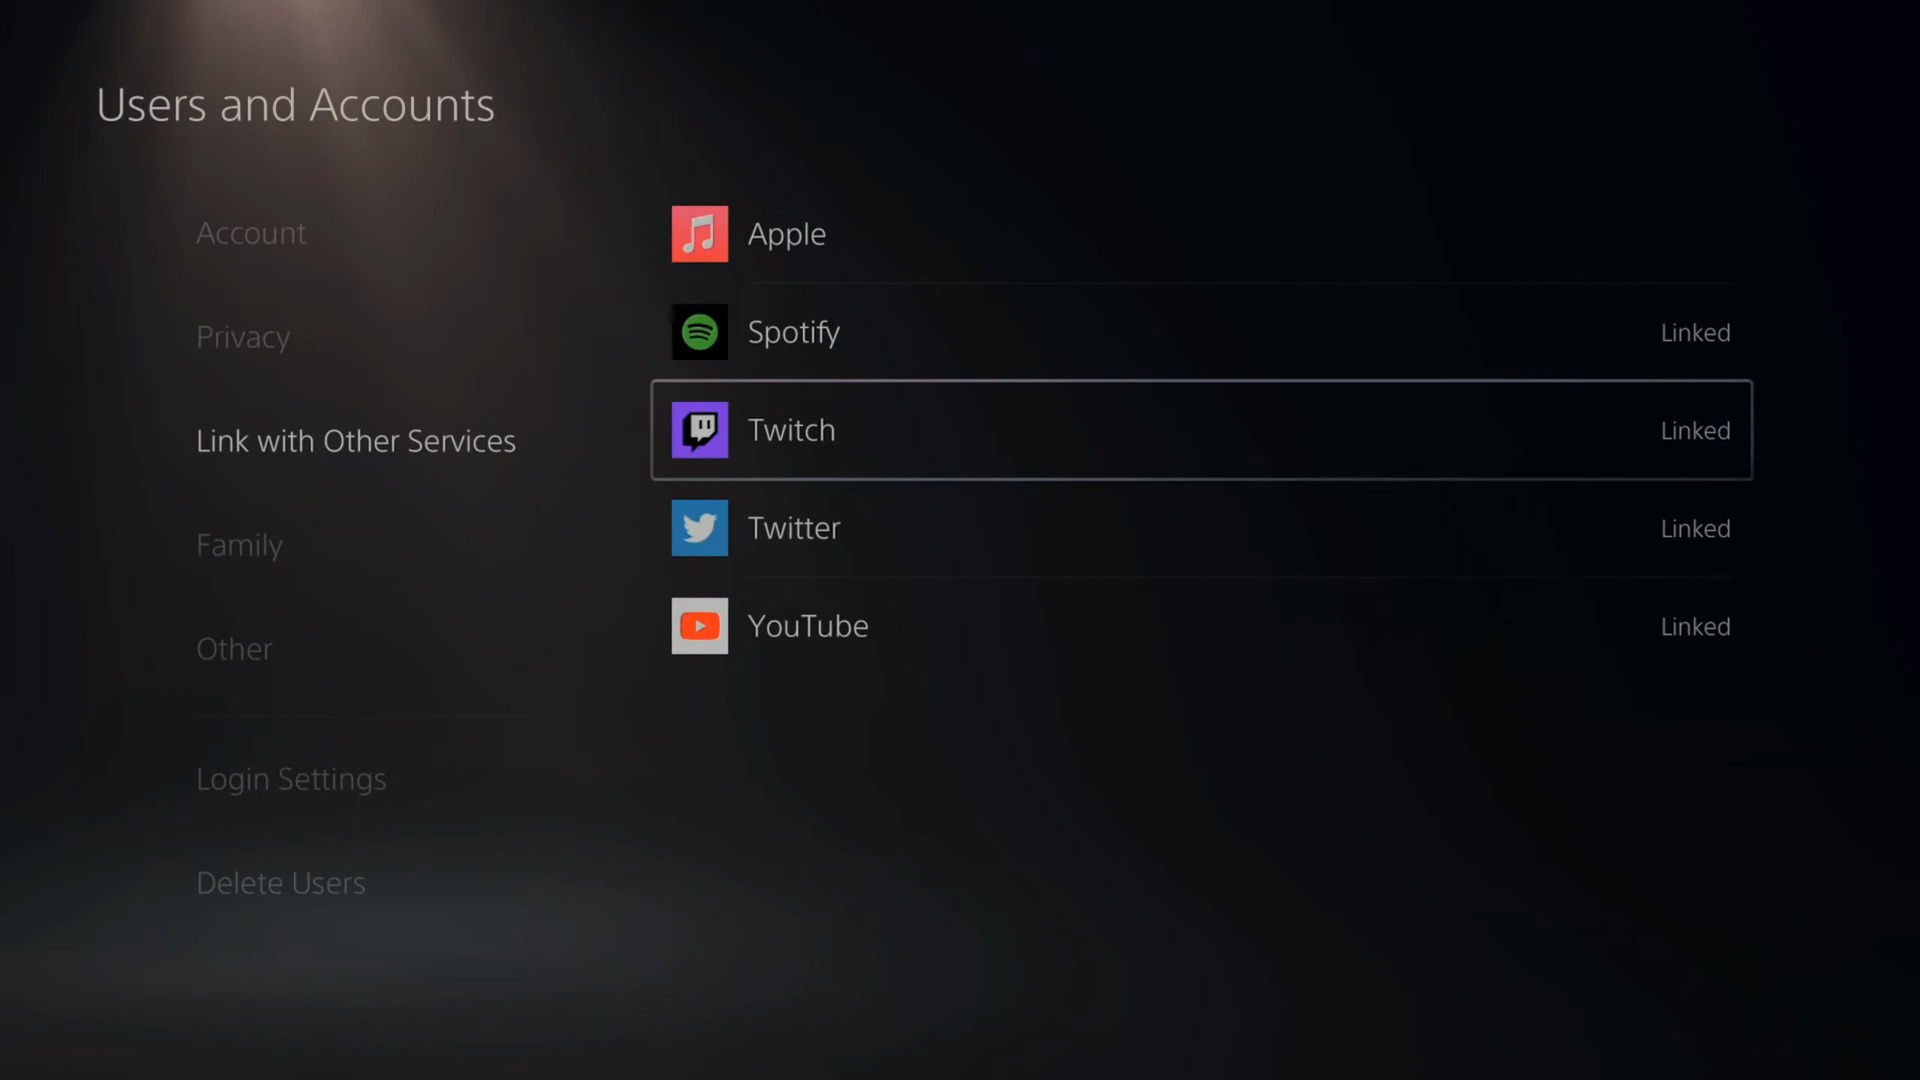 Users and Accounts
Account
Privacy
Link with Other Services
Family
Other
Login Settings
Delete Users
Apple
Spotify Linked
Twitch Linked
Twitter Linked
YouTube Linked